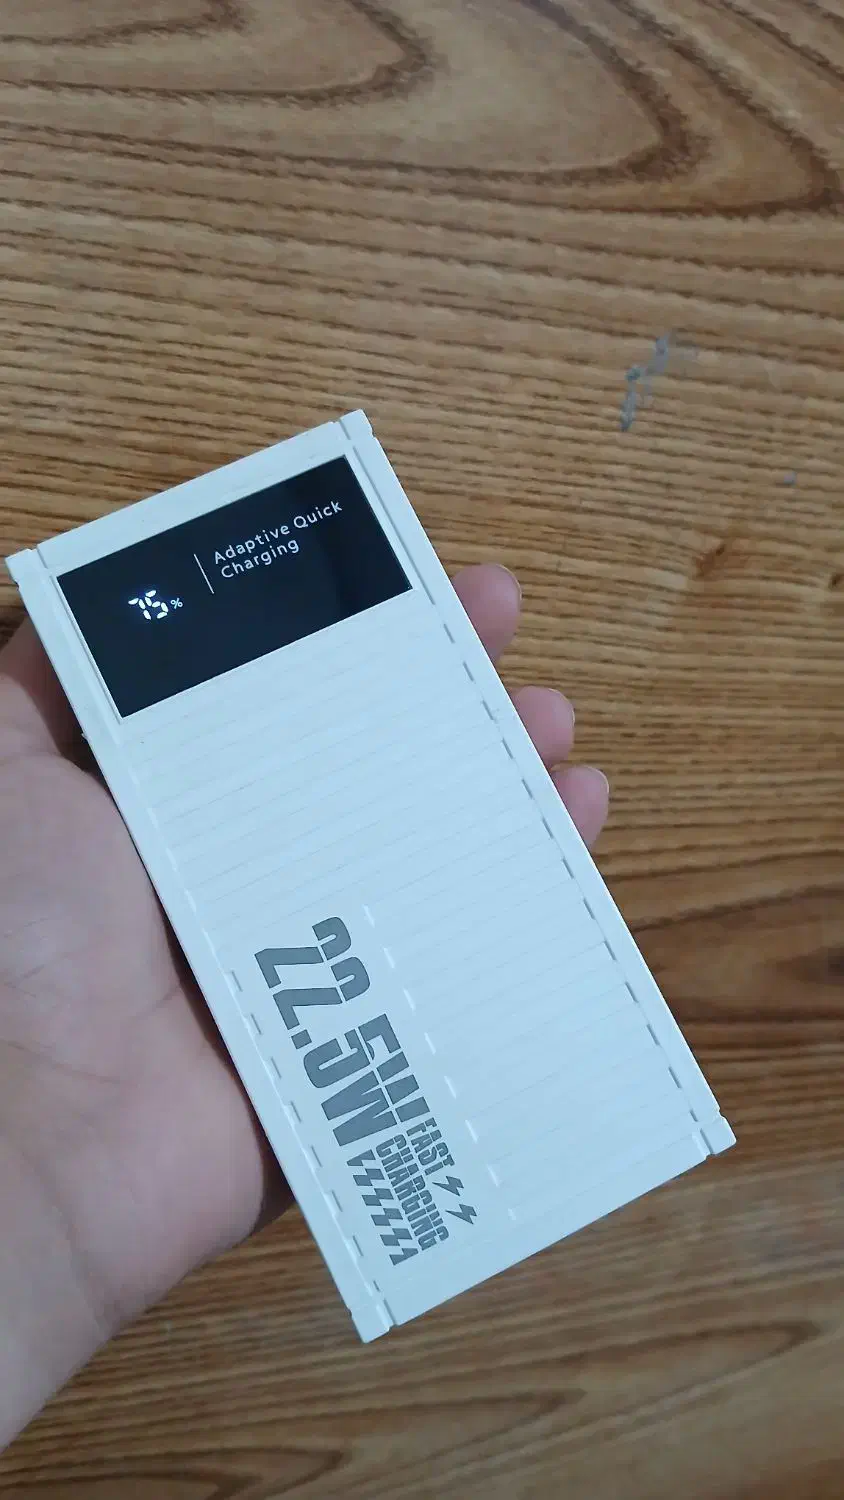 75%
Adaptive Quick
Charging
22.5W
FAST
CHARGING